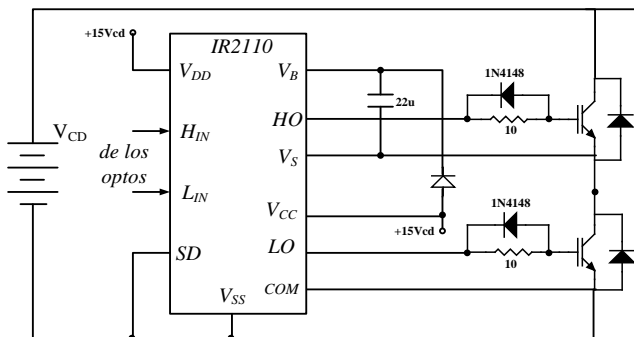 +15Vcd
IR2110
V_DD
V_B
1N4148
22u
HO
10
V_CD
H_IN
de los
optos
V_S
L_IN
V_CC
1N4148
+15Vcd
SD
LO
10
V_SS
COM